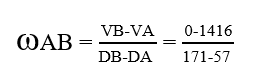 ωAB = VB-VA / DB-DA = 0-1416 / 171-57